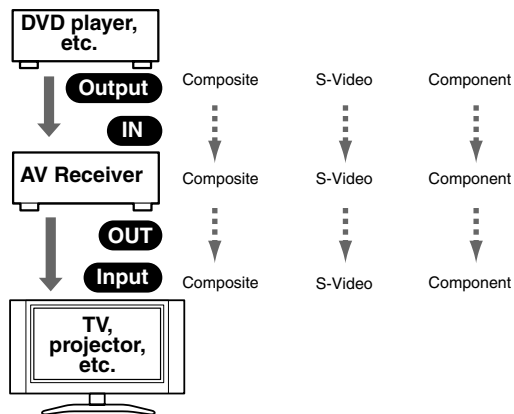 DVD player,
etc.
Output
Composite S-Video Component
IN
AV Receiver
Composite S-Video Component
OUT
Input
Composite S-Video Component
TV,
projector,
etc.